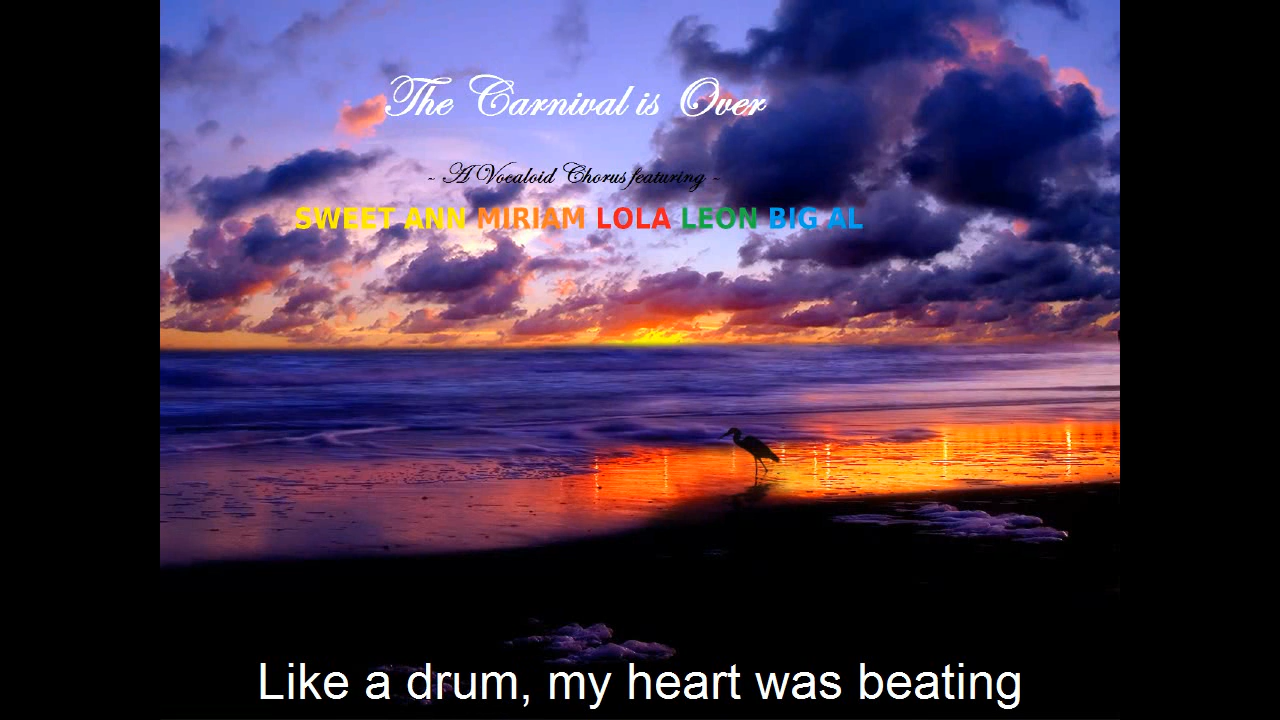 The Carnival is Over
~ A Vocaloid Chorus featuring ~
SWEET ANN MIRIAM LOLA LEON BIG AL
Like a drum, my heart was beating